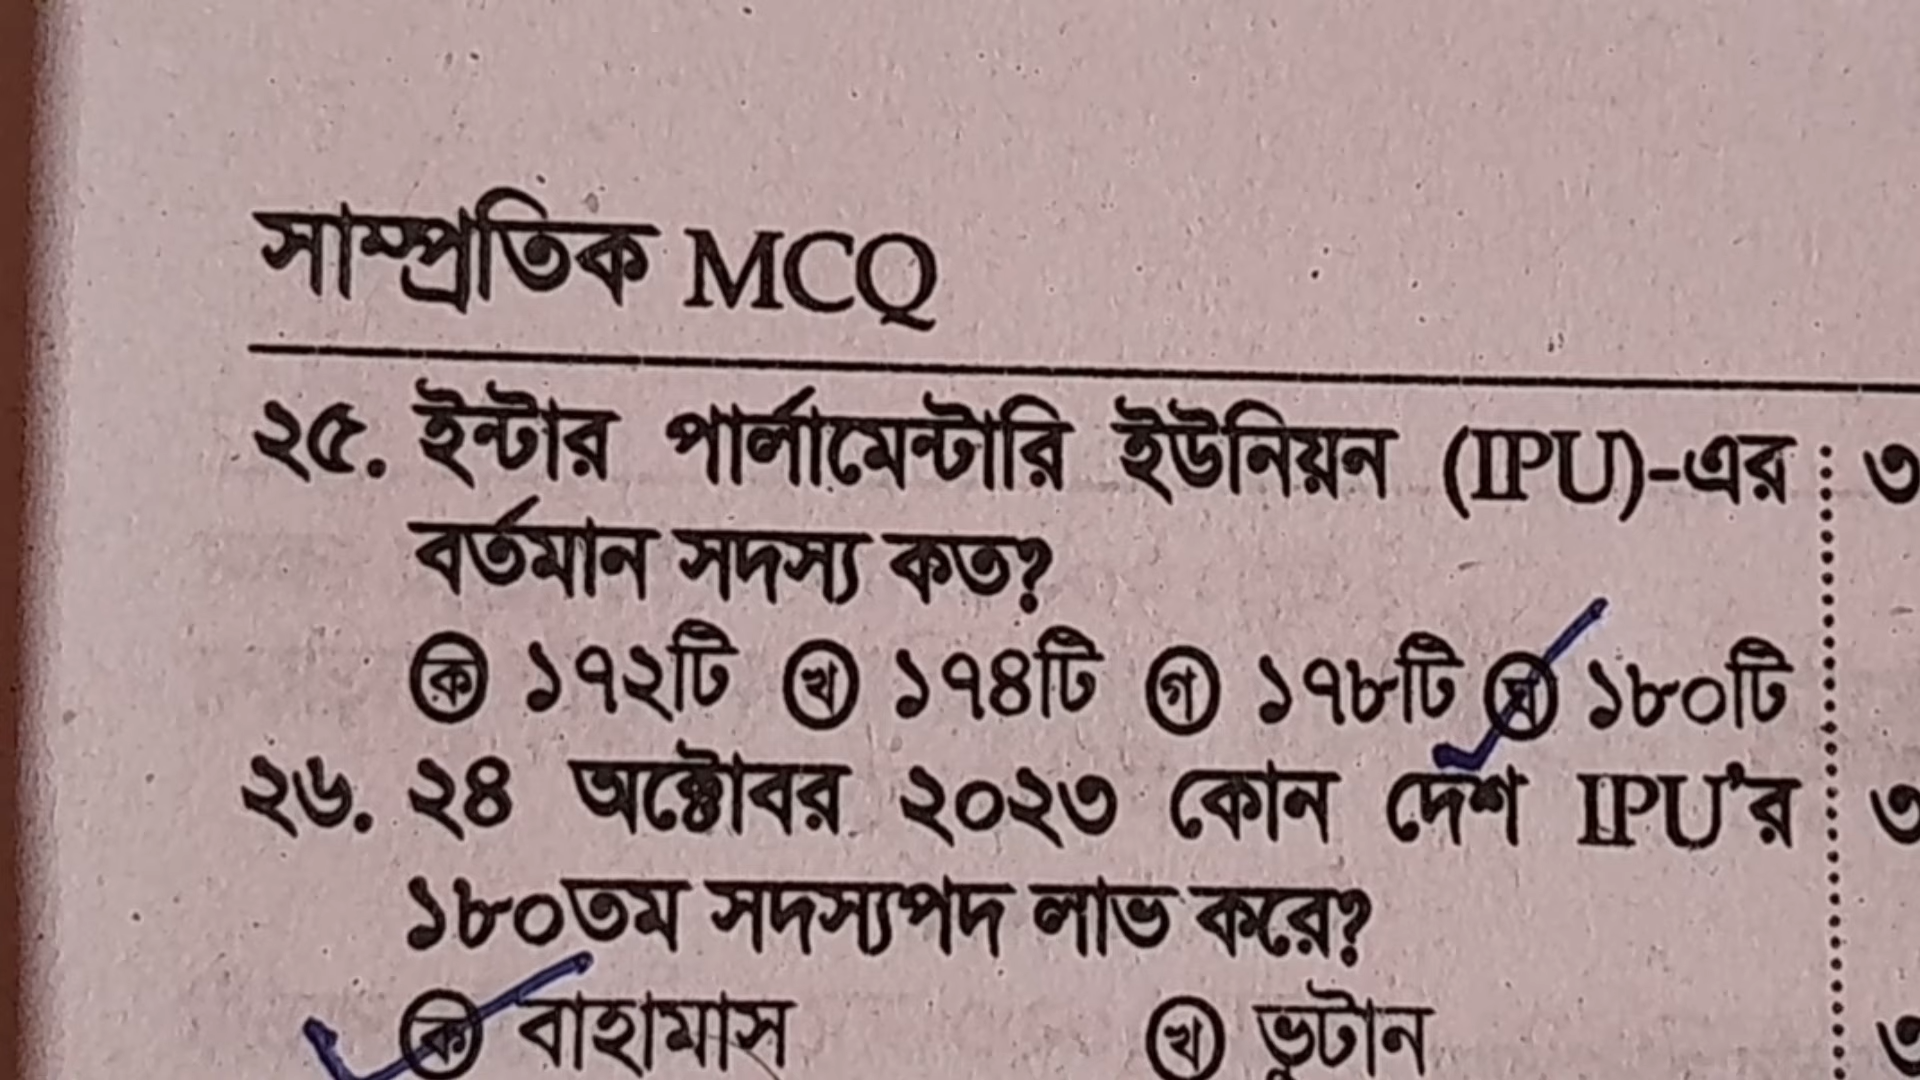 সাম্প্রতিক MCQ
২৫. ইন্টার পার্লামেন্টারি ইউনিয়ন (IPU)-এর
বর্তমান সদস্য কত?
ক ১৭২টি খ ১৭৪টি গ ১৭৮টি ঘ ১৮০টি
২৬. ২৪ অক্টোবর ২০২৩ কোন দেশ IPU'র
১৮০তম সদস্যপদ লাভ করে?
ক বাহামাস খ ভুটান